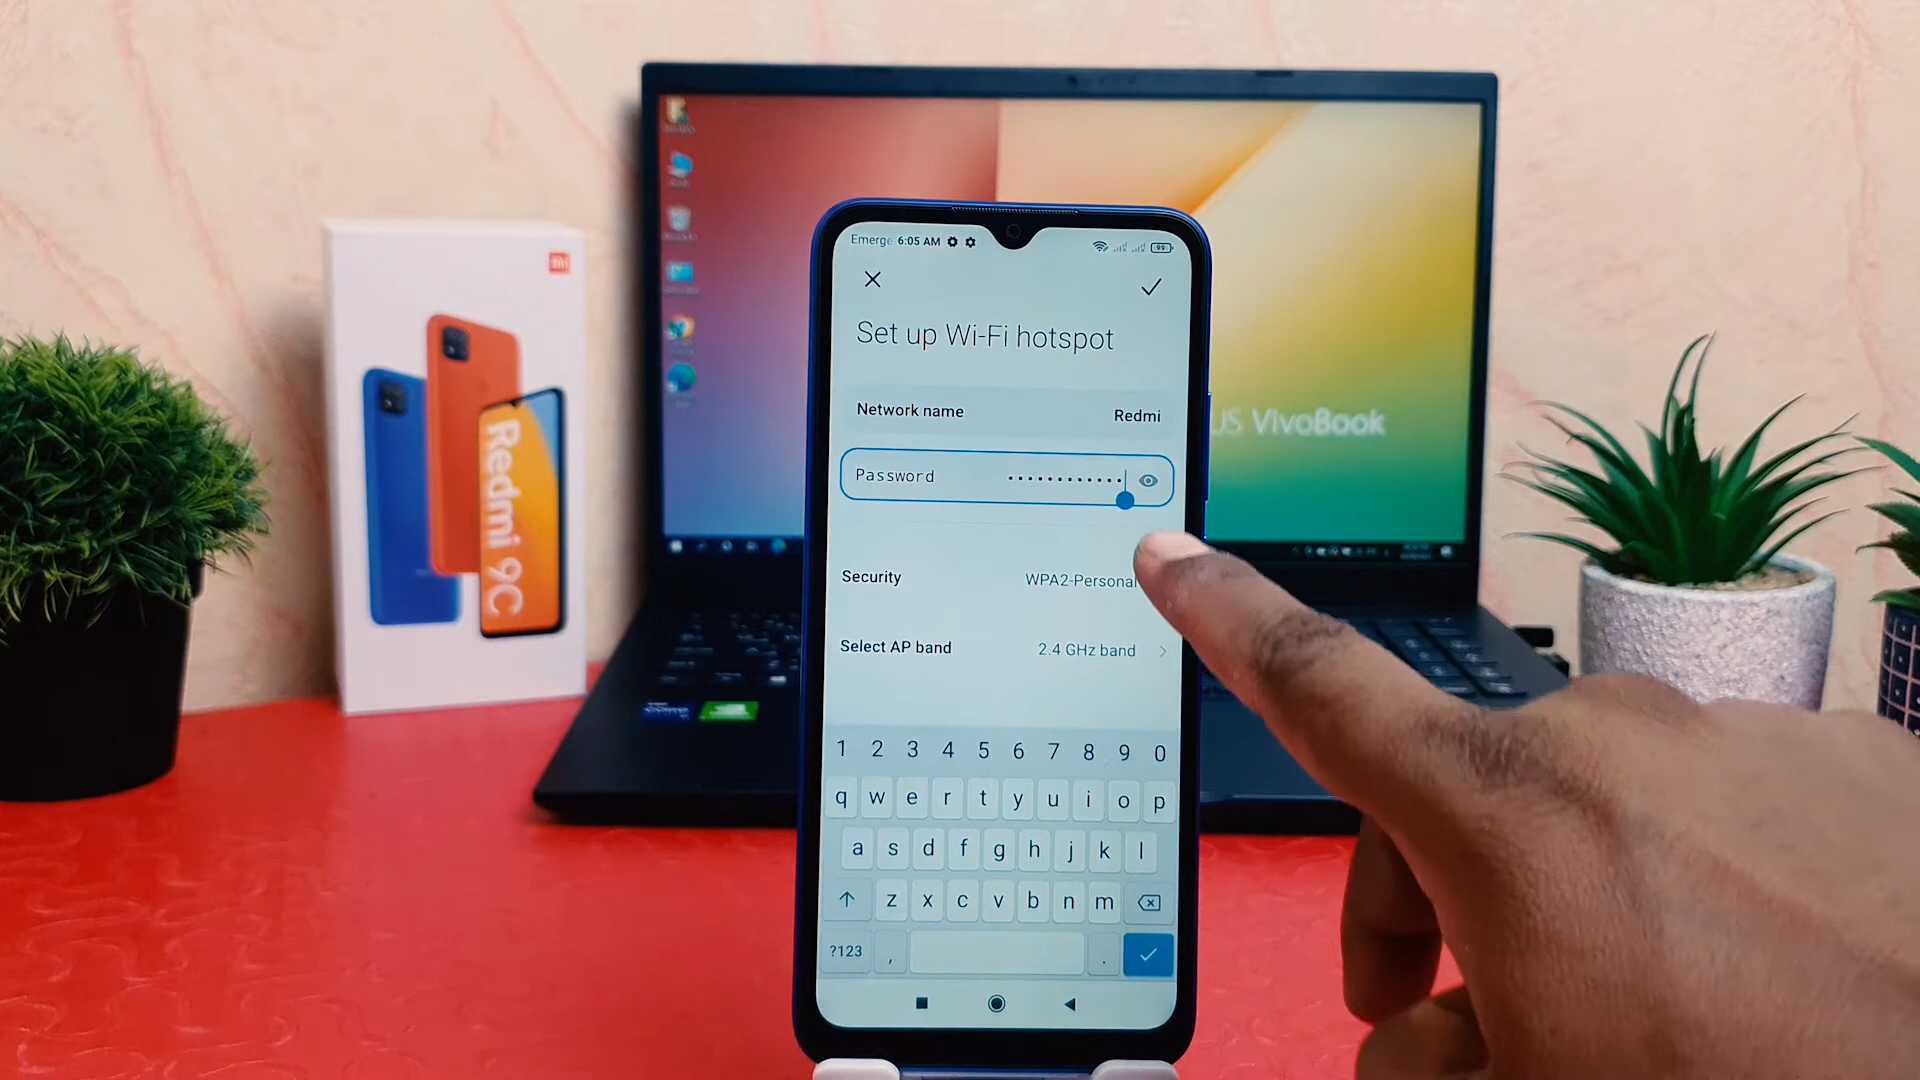 mi
Redmi 9C
US VivoBook
Emerge 6:05 AM
99
Set up Wi-Fi hotspot
Network name Redmi
Password ············
Security WPA2-Personal
Select AP band 2.4 GHz band
1 2 3 4 5 6 7 8 9 0
q w e r t y u i o p
a s d f g h j k l
z x c v b n m
?123 , .